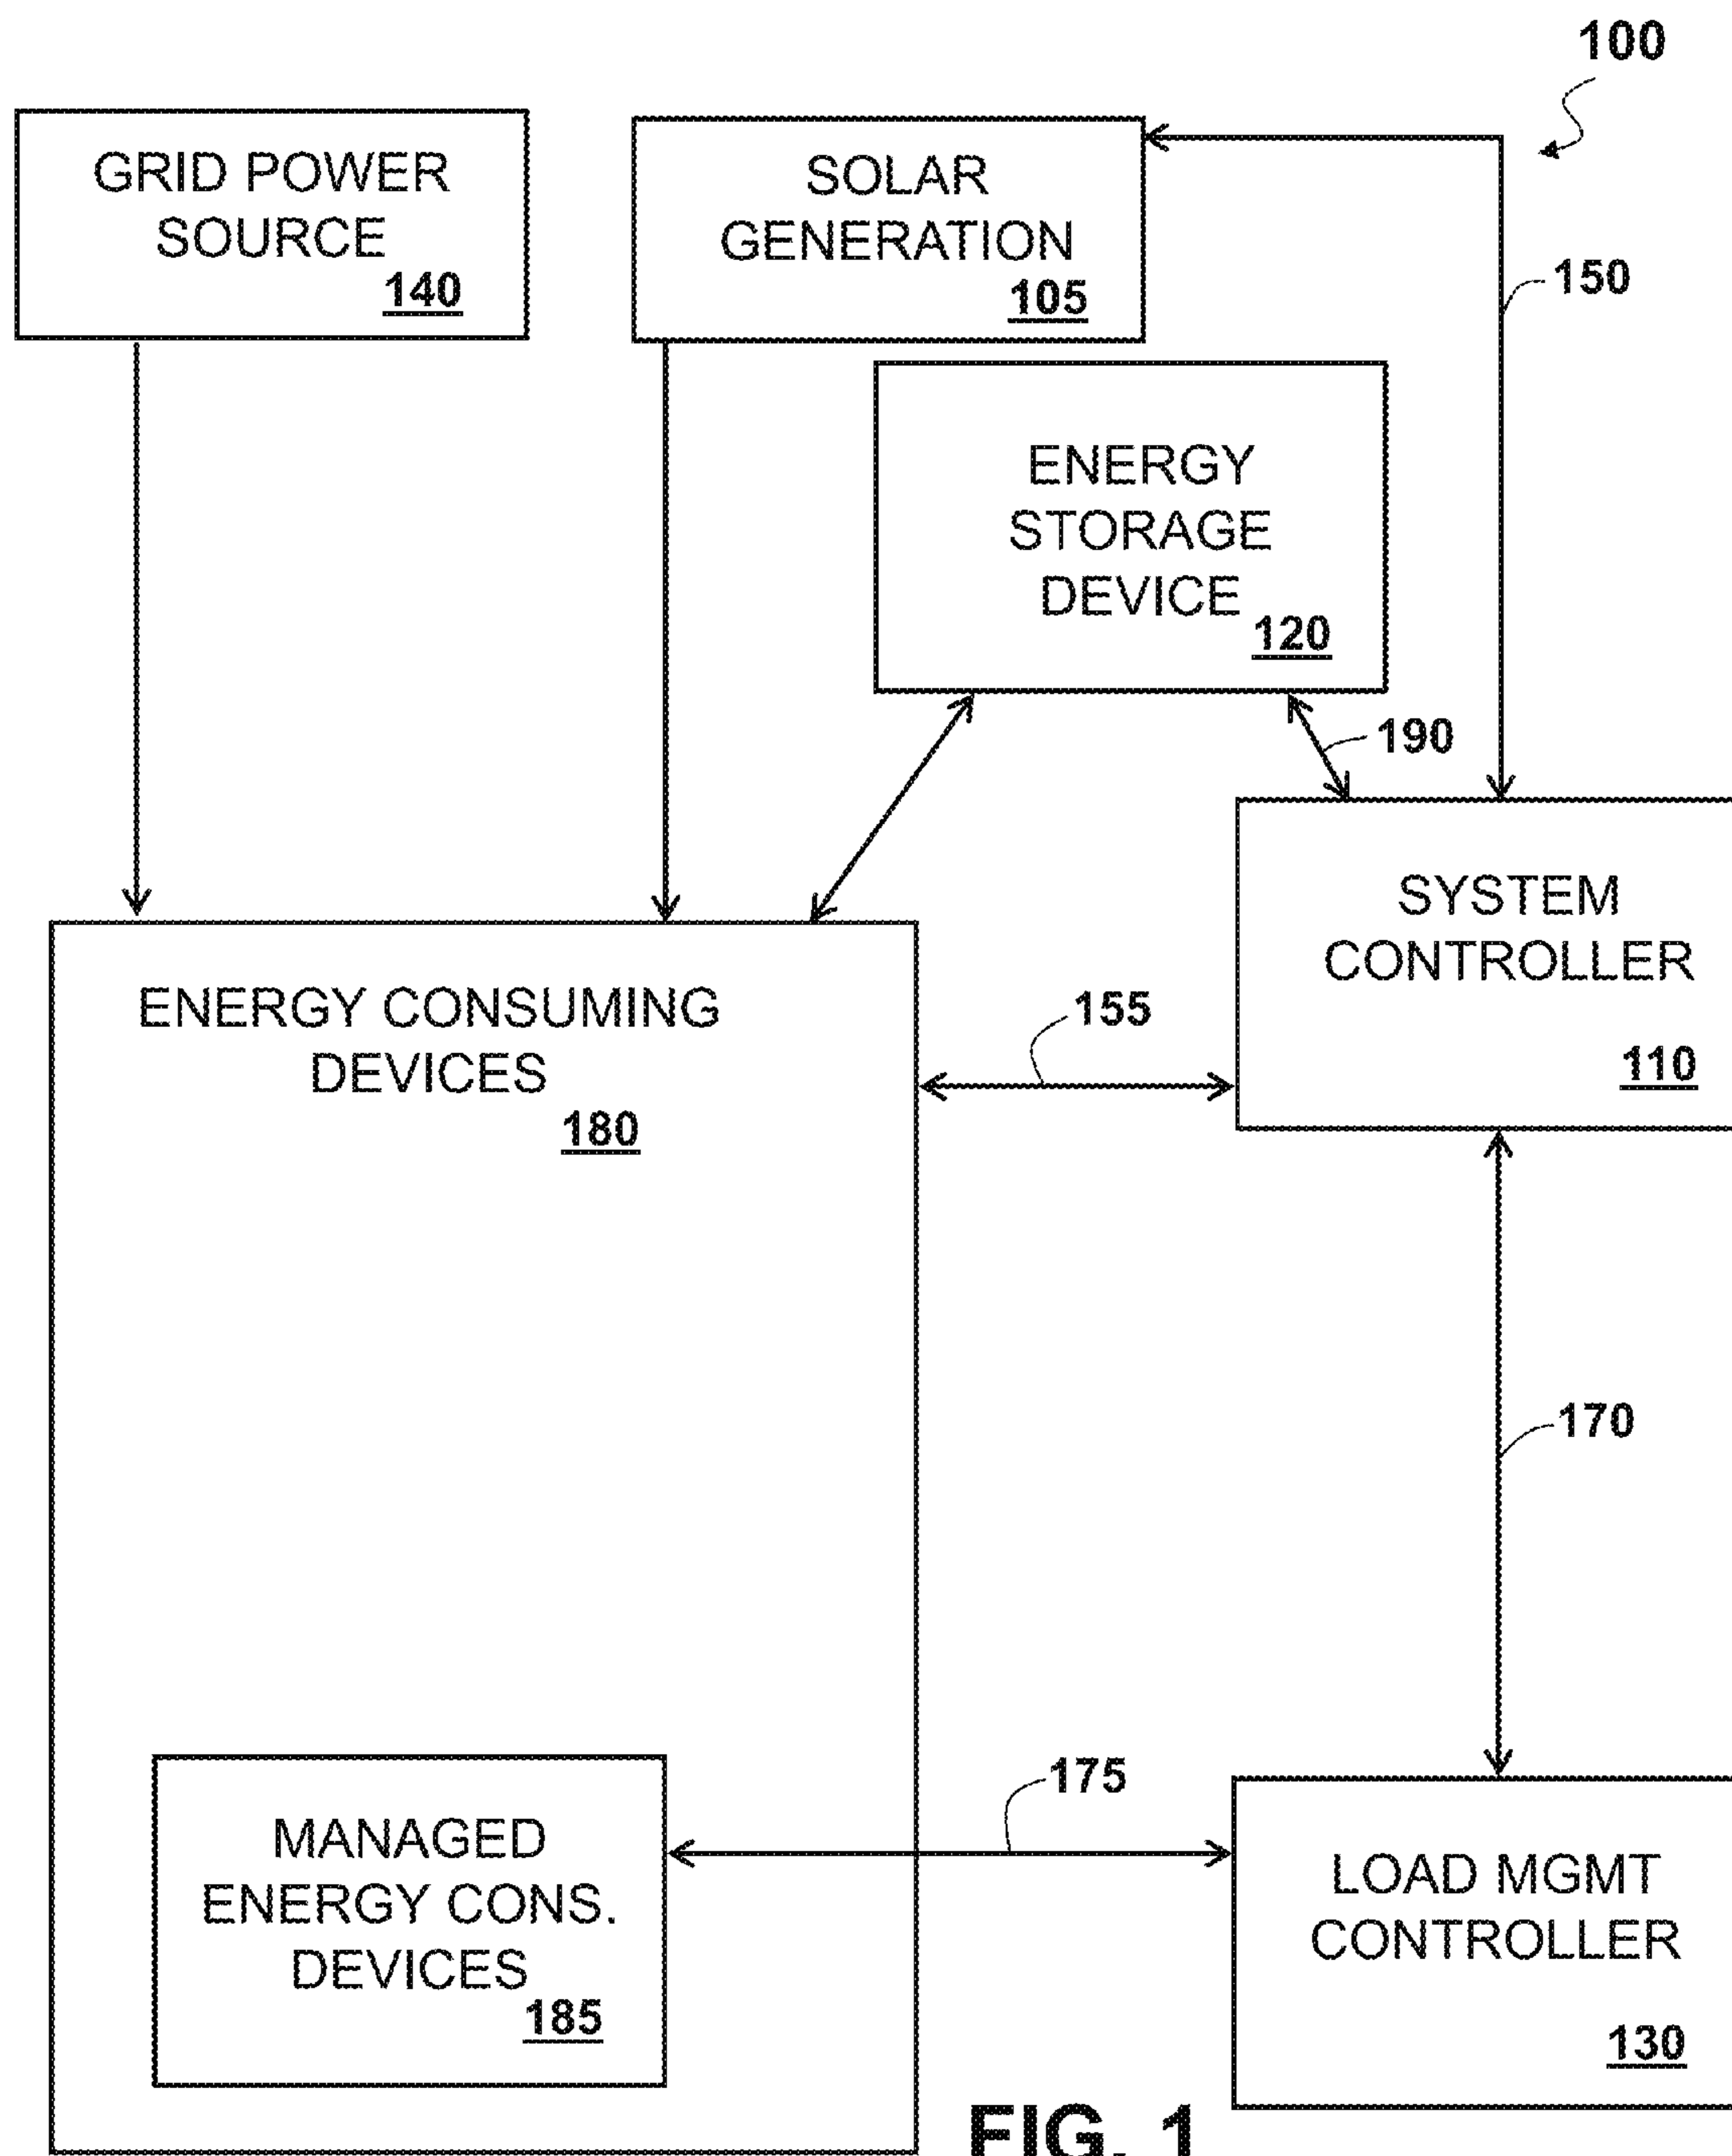 100
GRID POWER
SOURCE
140
SOLAR
GENERATION
105
150
ENERGY
STORAGE
DEVICE
120
190
SYSTEM
CONTROLLER
110
ENERGY CONSUMING
DEVICES
180
155
170
175
MANAGED
ENERGY CONS.
DEVICES
185
LOAD MGMT
CONTROLLER
130
FIG. 1